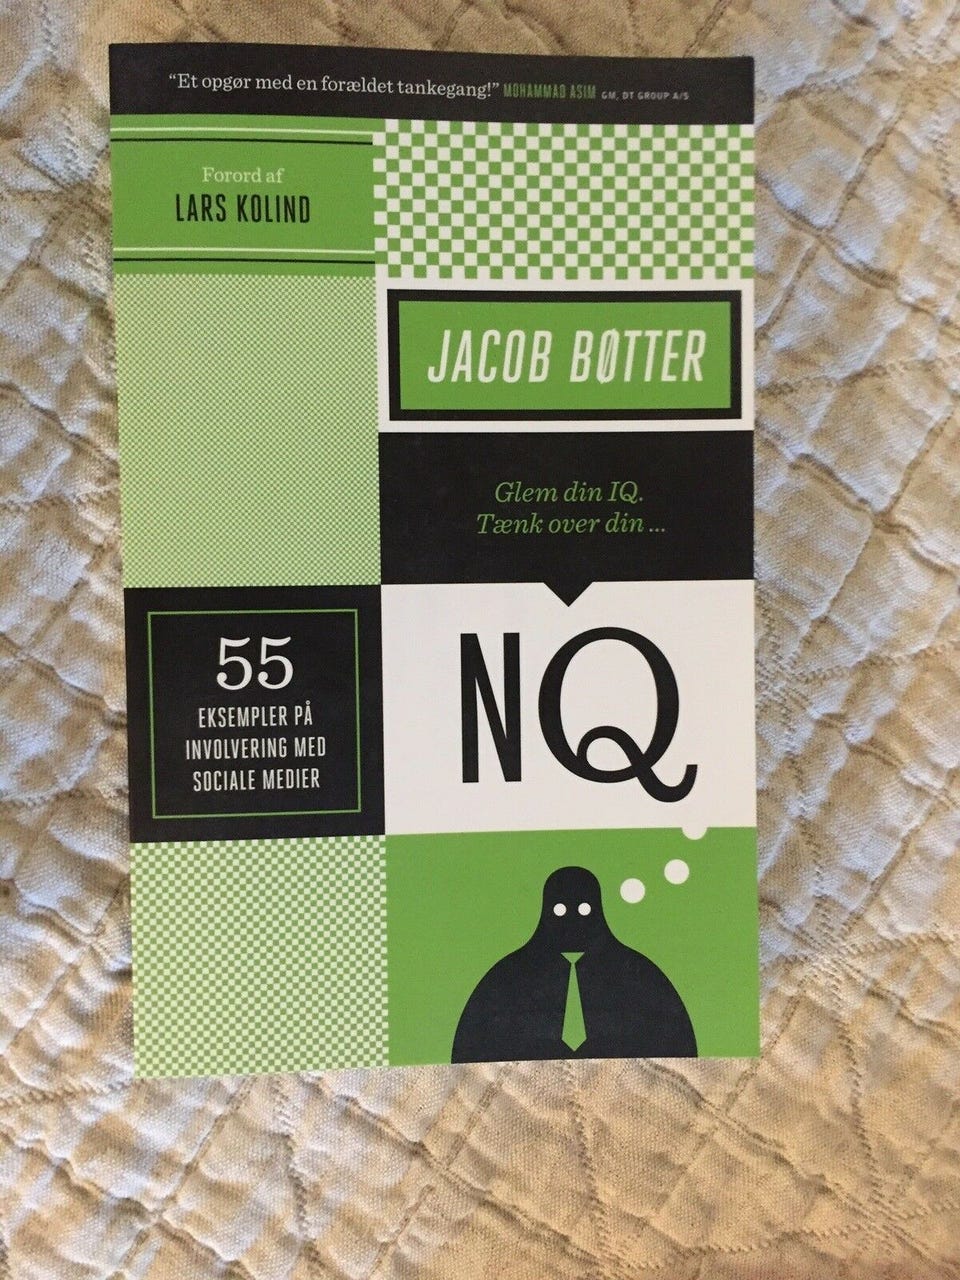 “Et opgør med en forældet tankegang!” MOHAMMAD ASIM GM, DT GROUP A/S
Forord af
LARS KOLIND
JACOB BØTTER
Glem din IQ.
Tænk over din ...
NQ
55
EKSEMPLER PÅ
INVOLVERING MED
SOCIALE MEDIER